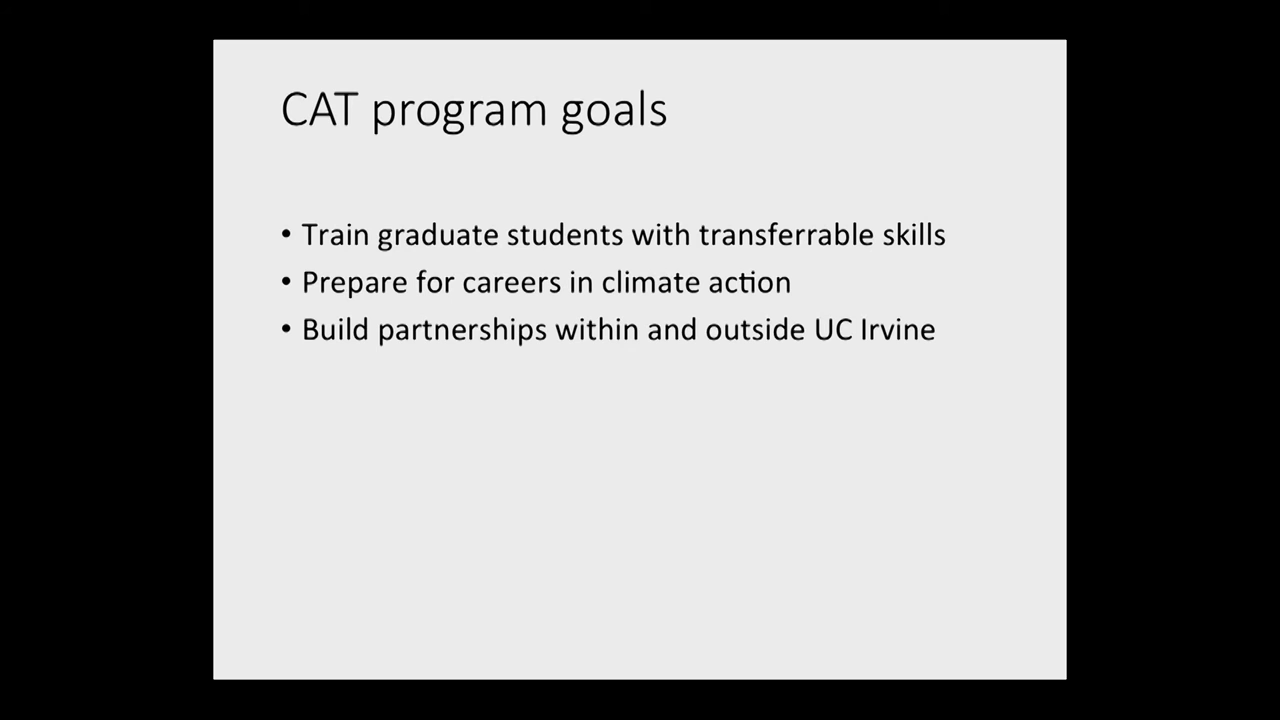 CAT program goals
• Train graduate students with transferrable skills
• Prepare for careers in climate action
• Build partnerships within and outside UC Irvine